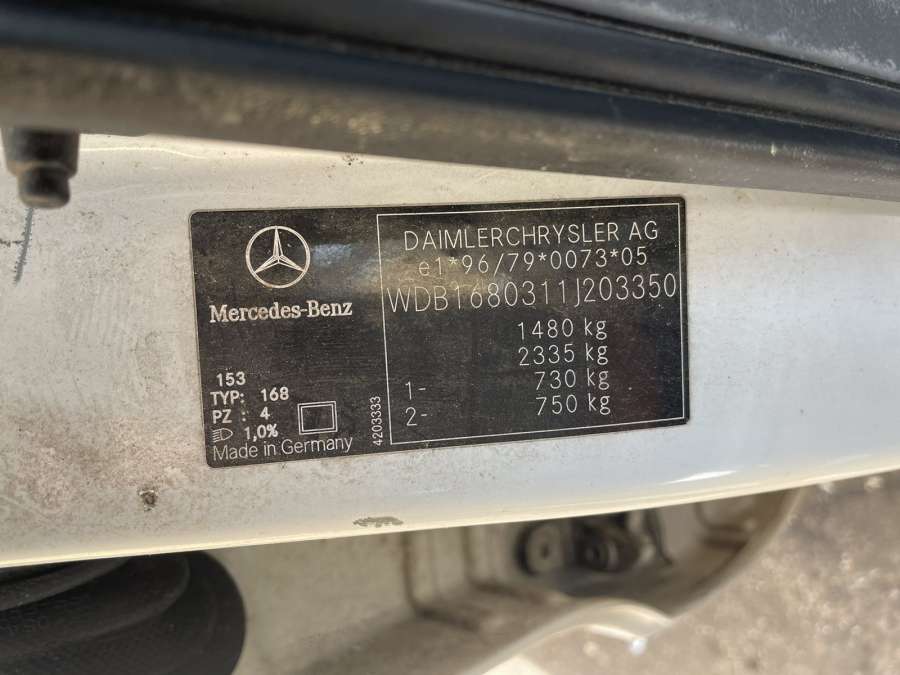 Mercedes-Benz
153
TYP: 168
PZ : 4
1,0%
Made in Germany
4203333
DAIMLERCHRYSLER AG
e1*96/79*0073*05
WDB1680311J203350
1480 kg
2335 kg
1- 730 kg
2- 750 kg